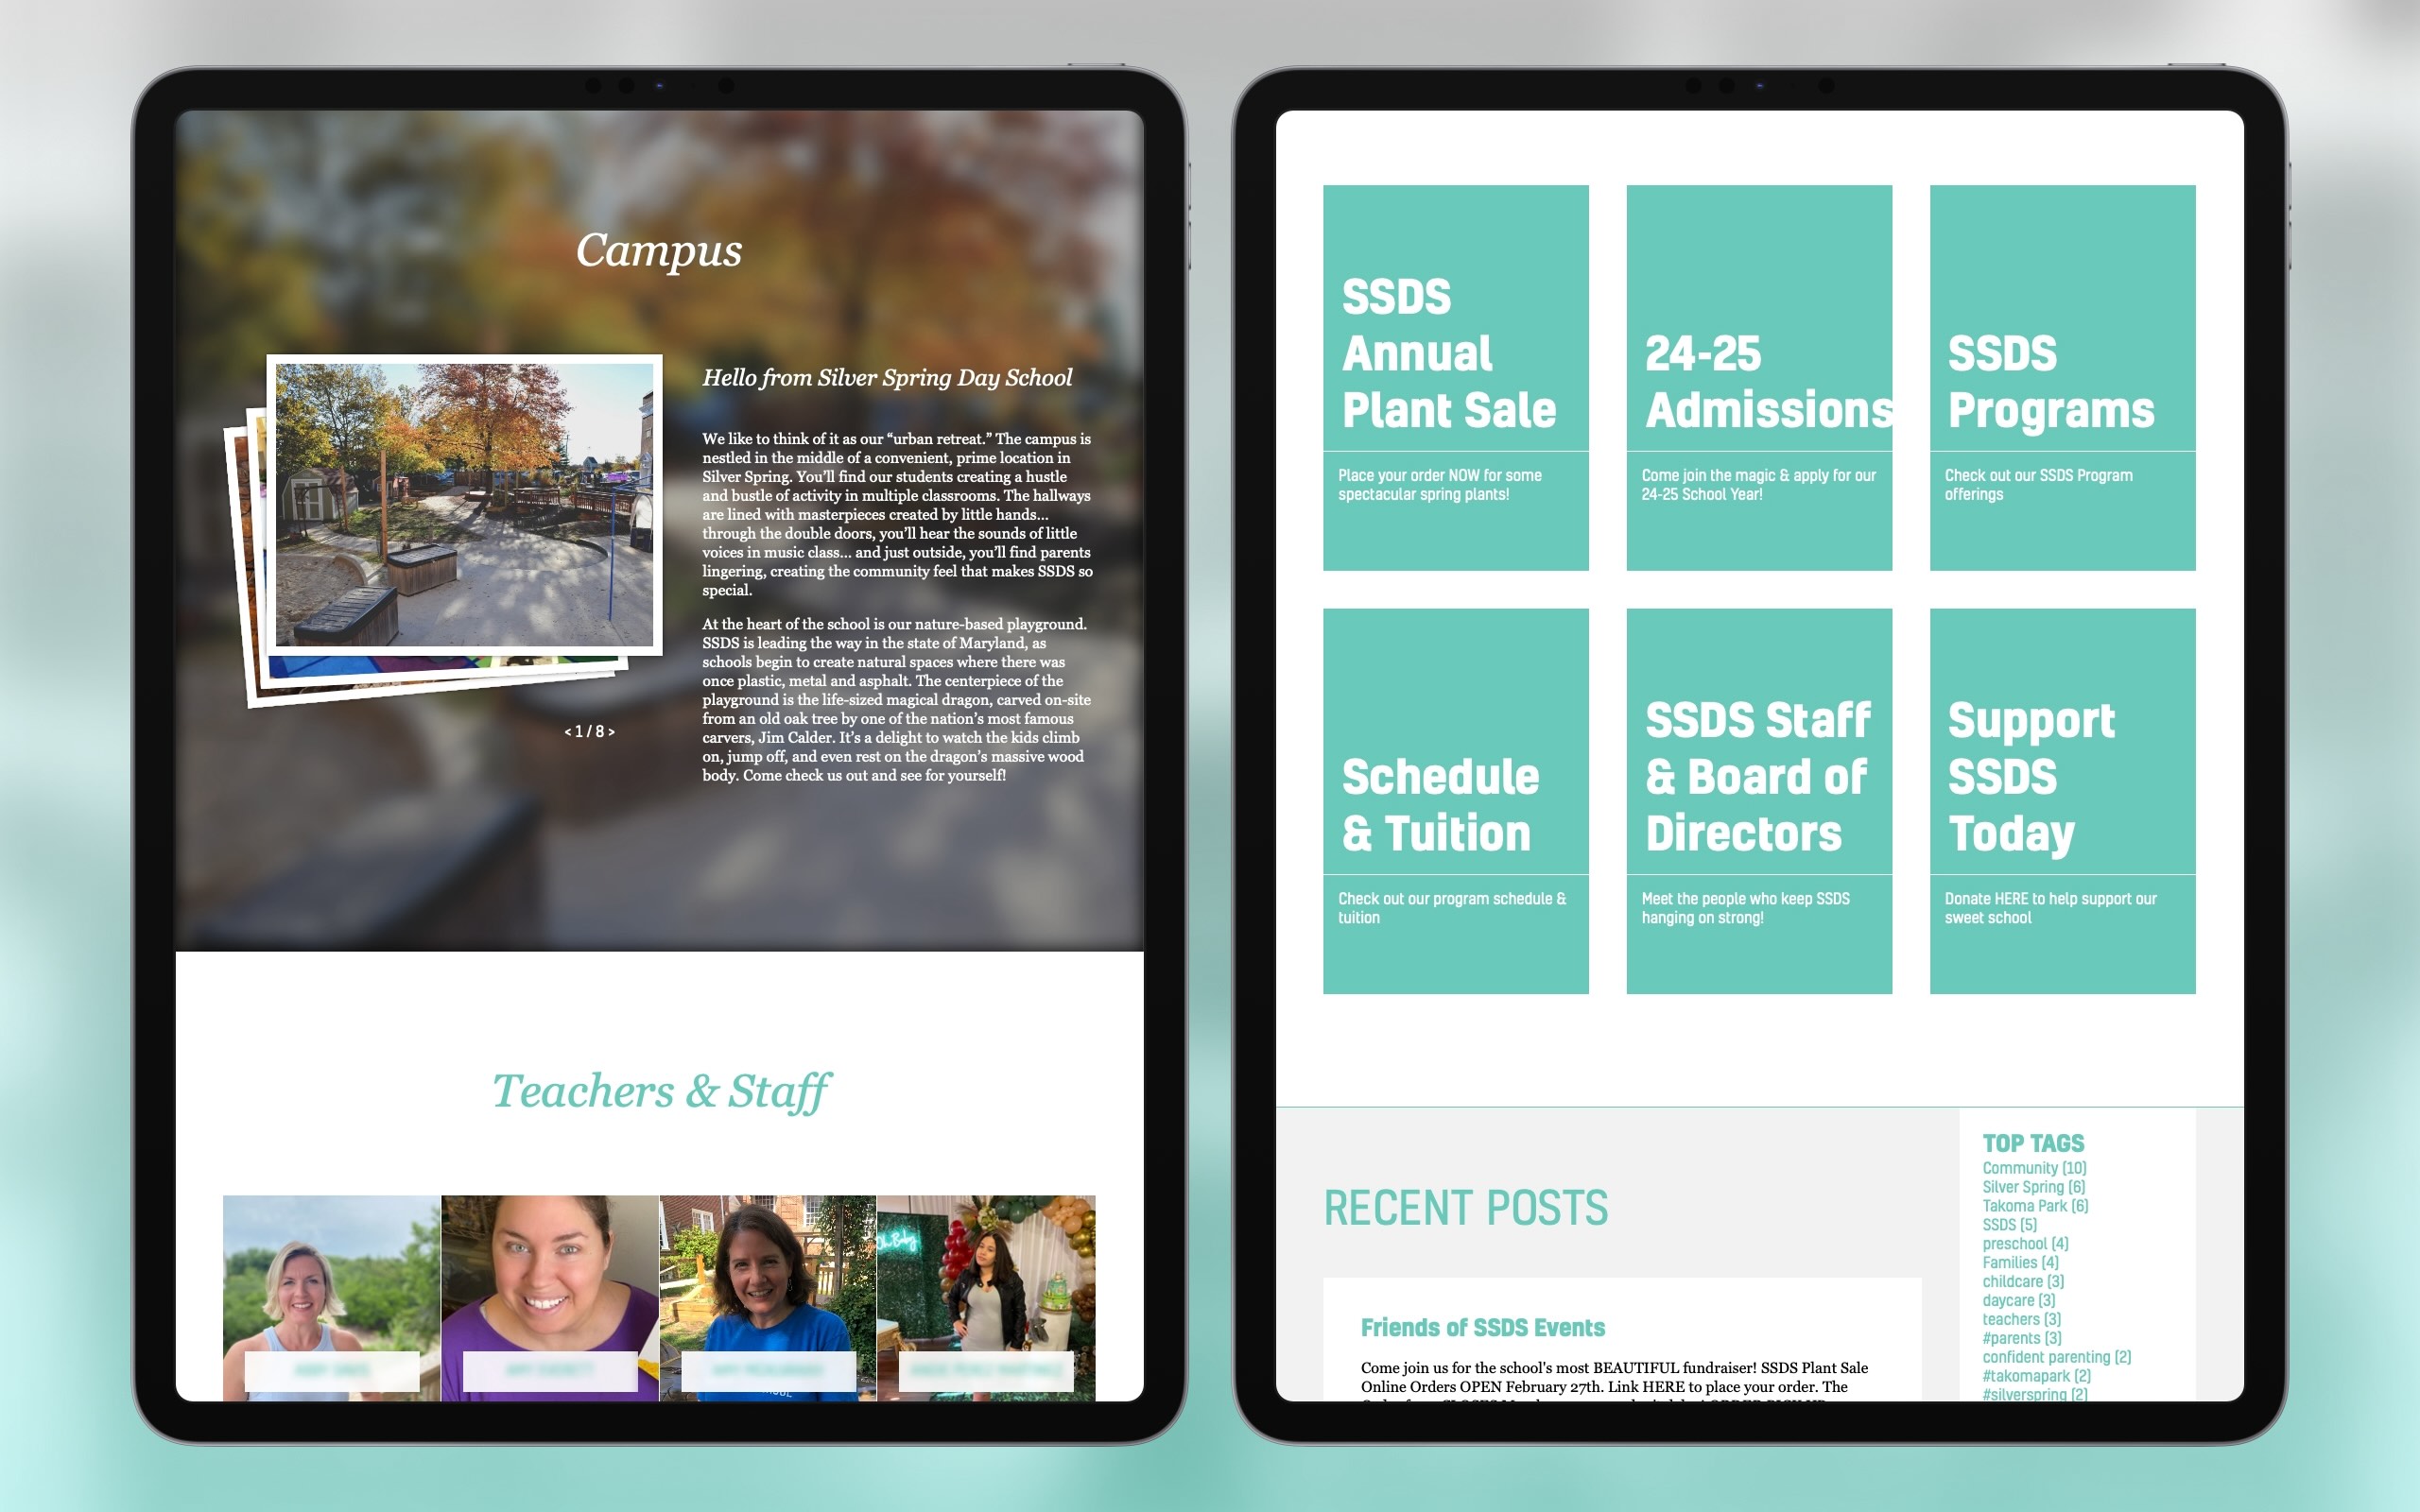 Campus
Hello from Silver Spring Day School
We like to think of it as our “urban retreat.” The campus is
nestled in the middle of a convenient, prime location in
Silver Spring. You’ll find our students creating a hustle
and bustle of activity in multiple classrooms. The hallways
are lined with masterpieces created by little hands…
through the double doors, you’ll hear the sounds of little
voices in music class… and just outside, you’ll find parents
lingering, creating the community feel that makes SSDS so
special.
At the heart of the school is our nature-based playground.
SSDS is leading the way in the state of Maryland, as
schools begin to create natural spaces where there was
once plastic, metal and asphalt. The centerpiece of the
playground is the life-sized magical dragon, carved on-site
from an old oak tree by one of the nation’s most famous
carvers, Jim Calder. It’s a delight to watch the kids climb
on, jump off, and even rest on the dragon’s massive wood
body. Come check us out and see for yourself!
< 1 / 8 >
Teachers & Staff
Oh Baby
SSDS
Annual
Plant Sale
Place your order NOW for some
spectacular spring plants!
24-25
Admissions
Come join the magic & apply for our
24-25 School Year!
SSDS
Programs
Check out our SSDS Program
offerings
Schedule
& Tuition
Check out our program schedule &
tuition
SSDS Staff
& Board of
Directors
Meet the people who keep SSDS
hanging on strong!
Support
SSDS
Today
Donate HERE to help support our
sweet school
RECENT POSTS
Friends of SSDS Events
Come join us for the school's most BEAUTIFUL fundraiser! SSDS Plant Sale
Online Orders OPEN February 27th. Link HERE to place your order. The
TOP TAGS
Community (10)
Silver Spring (6)
Takoma Park (6)
SSDS (5)
preschool (4)
Families (4)
childcare (3)
daycare (3)
teachers (3)
#parents (3)
confident parenting (2)
#takomapark (2)
#silverspring (2)